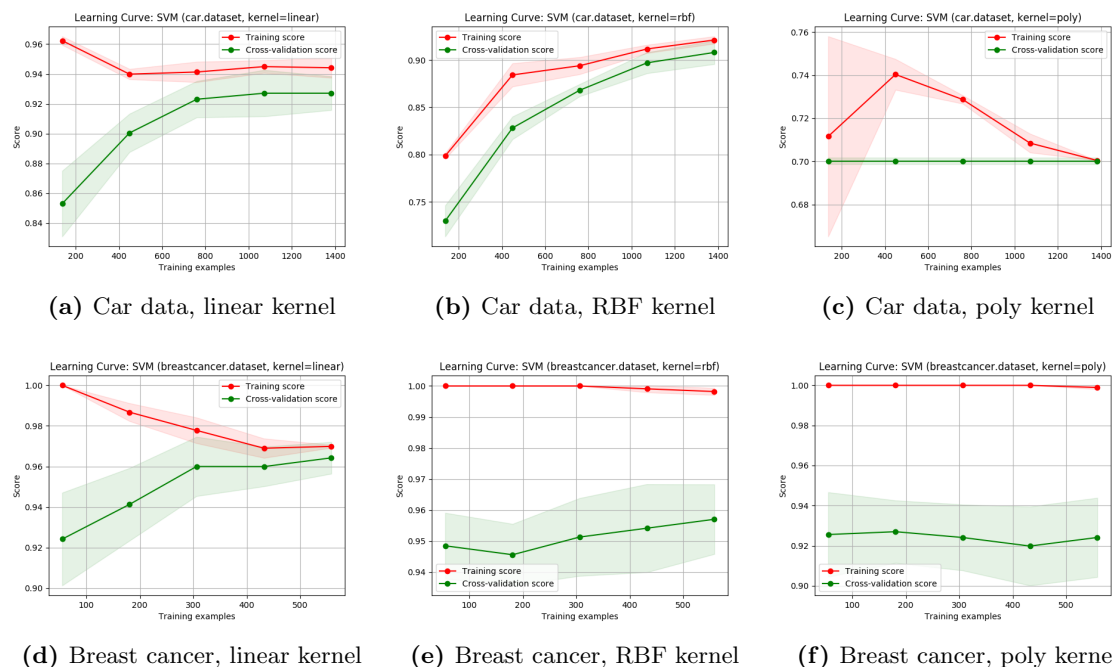 Learning Curve: SVM (car.dataset, kernel=linear)
Training score
Cross-validation score
0.96
0.94
0.92
0.90
0.88
0.86
0.84
Score
200 400 600 800 1000 1200 1400
Training examples
(a) Car data, linear kernel
Learning Curve: SVM (car.dataset, kernel=rbf)
Training score
Cross-validation score
0.90
0.85
0.80
0.75
Score
200 400 600 800 1000 1200 1400
Training examples
(b) Car data, RBF kernel
Learning Curve: SVM (car.dataset, kernel=poly)
Training score
Cross-validation score
0.76
0.74
0.72
0.70
0.68
Score
200 400 600 800 1000 1200 1400
Training examples
(c) Car data, poly kernel
Learning Curve: SVM (breastcancer.dataset, kernel=linear)
Training score
Cross-validation score
1.00
0.98
0.96
0.94
0.92
0.90
Score
100 200 300 400 500
Training examples
(d) Breast cancer, linear kernel
Learning Curve: SVM (breastcancer.dataset, kernel=rbf)
1.00
0.99
0.98
0.97
0.96
0.95
0.94
Score
Training score
Cross-validation score
100 200 300 400 500
Training examples
(e) Breast cancer, RBF kernel
Learning Curve: SVM (breastcancer.dataset, kernel=poly)
1.00
0.98
0.96
0.94
0.92
0.90
Score
Training score
Cross-validation score
100 200 300 400 500
Training examples
(f) Breast cancer, poly kerne